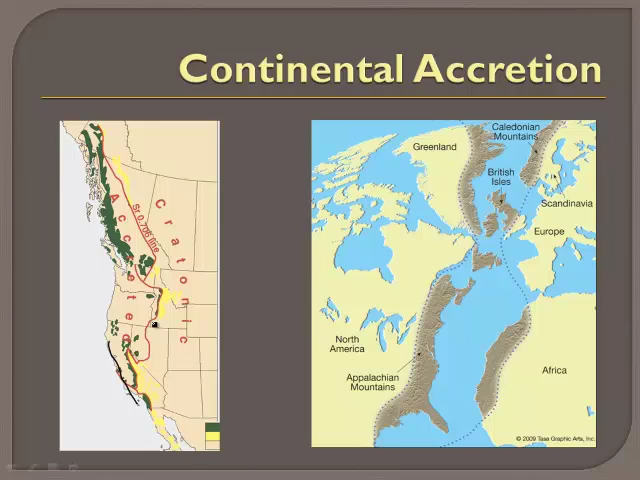 Continental Accretion
Accreted
Sr 0.706 line
Cratonic
Caledonian
Mountains
Greenland
British
Isles
Scandinavia
Europe
North
America
Africa
Appalachian
Mountains
© 2009 Tasa Graphic Arts, Inc.